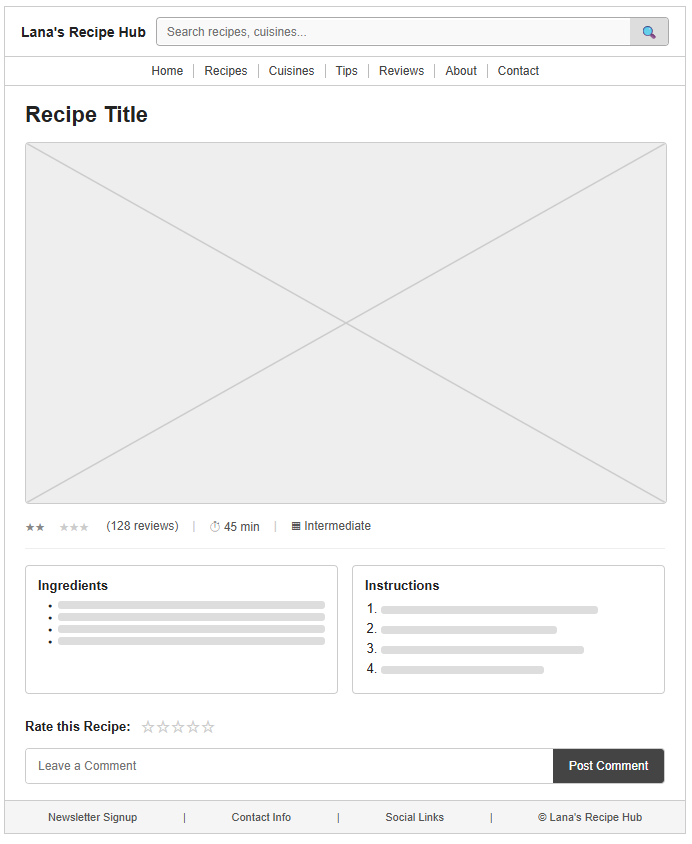 Lana's Recipe Hub Search recipes, cuisines... 
Home | Recipes | Cuisines | Tips | Reviews | About | Contact
Recipe Title
★★ ★★★ (128 reviews) | ⏱ 45 min | ▦ Intermediate
Ingredients
Instructions
1.
2.
3.
4.
Rate this Recipe: ☆☆☆☆☆
Leave a Comment Post Comment
Newsletter Signup | Contact Info | Social Links | © Lana's Recipe Hub